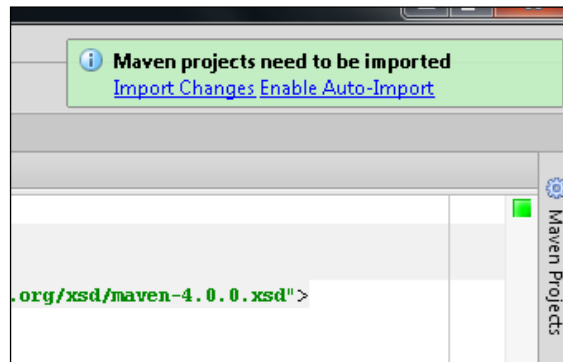 Maven projects need to be imported
Import Changes Enable Auto-Import
Maven Projects
.org/xsd/maven-4.0.0.xsd">